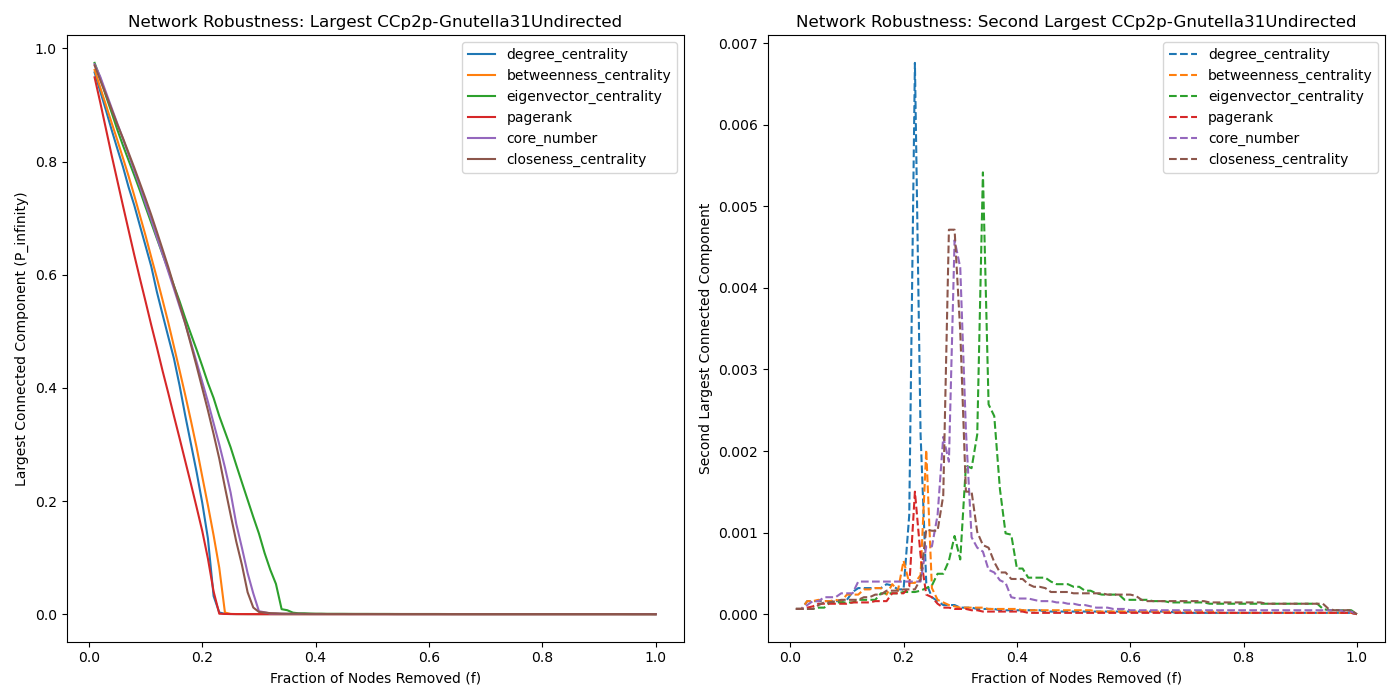 Network Robustness: Largest CCp2p-Gnutella31Undirected
Largest Connected Component (P_infinity)
1.0
0.8
0.6
0.4
0.2
0.0
degree_centrality
betweenness_centrality
eigenvector_centrality
pagerank
core_number
closeness_centrality
0.0 0.2 0.4 0.6 0.8 1.0
Fraction of Nodes Removed (f)
Network Robustness: Second Largest CCp2p-Gnutella31Undirected
Second Largest Connected Component
0.007
0.006
0.005
0.004
0.003
0.002
0.001
0.000
degree_centrality
betweenness_centrality
eigenvector_centrality
pagerank
core_number
closeness_centrality
0.0 0.2 0.4 0.6 0.8 1.0
Fraction of Nodes Removed (f)